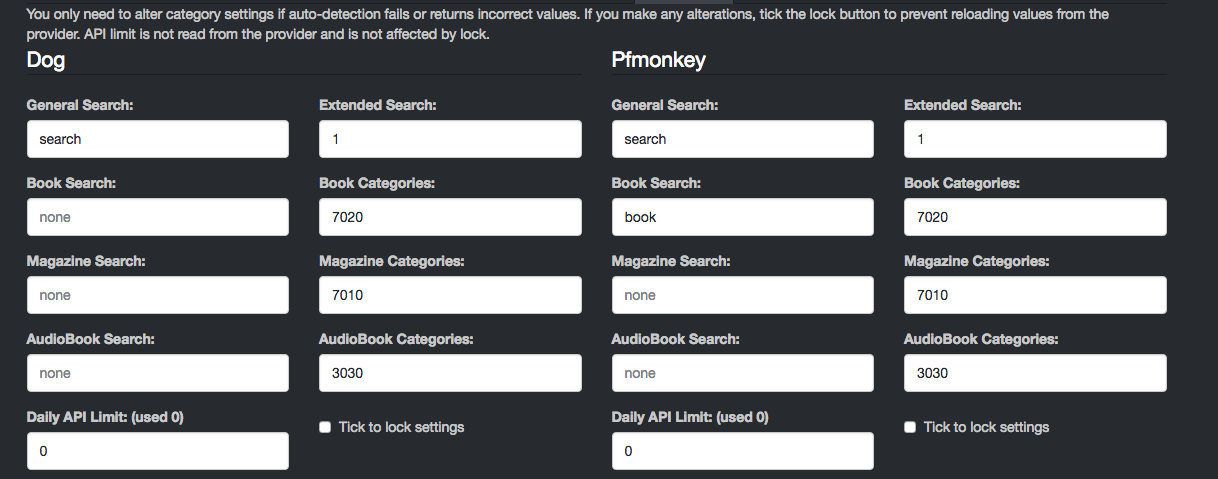 You only need to alter category settings if auto-detection fails or returns incorrect values. If you make any alterations, tick the lock button to prevent reloading values from the
provider. API limit is not read from the provider and is not affected by lock.
Dog
General Search:
Extended Search:
search
1
Book Search:
Book Categories:
none
7020
Magazine Search:
Magazine Categories:
none
7010
AudioBook Search:
AudioBook Categories:
none
3030
Daily API Limit: (used 0)
Tick to lock settings
0
Pfmonkey
General Search:
Extended Search:
search
1
Book Search:
Book Categories:
book
7020
Magazine Search:
Magazine Categories:
none
7010
AudioBook Search:
AudioBook Categories:
none
3030
Daily API Limit: (used 0)
Tick to lock settings
0